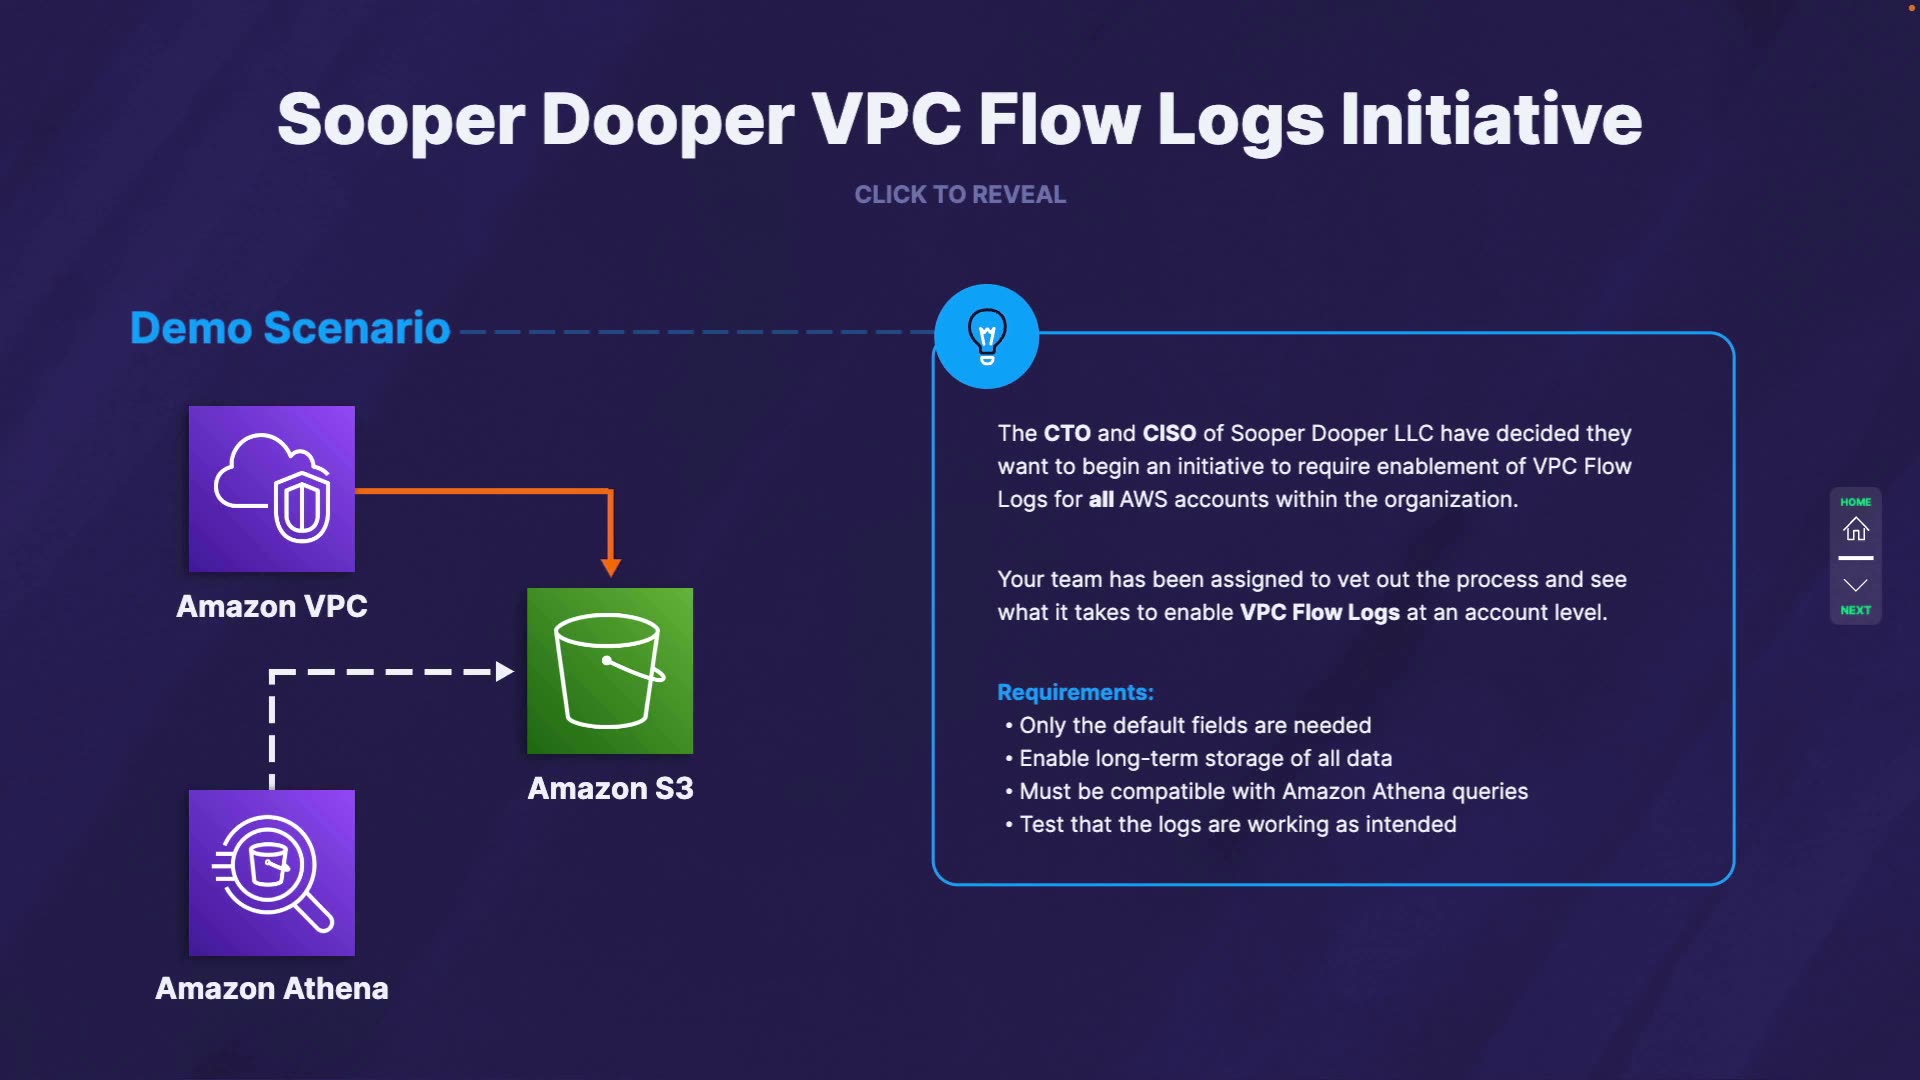 Sooper Dooper VPC Flow Logs Initiative
CLICK TO REVEAL
Demo Scenario
Amazon VPC
Amazon S3
Amazon Athena
The CTO and CISO of Sooper Dooper LLC have decided they
want to begin an initiative to require enablement of VPC Flow
Logs for all AWS accounts within the organization.
Your team has been assigned to vet out the process and see
what it takes to enable VPC Flow Logs at an account level.
Requirements:
• Only the default fields are needed
• Enable long-term storage of all data
• Must be compatible with Amazon Athena queries
• Test that the logs are working as intended
HOME
NEXT